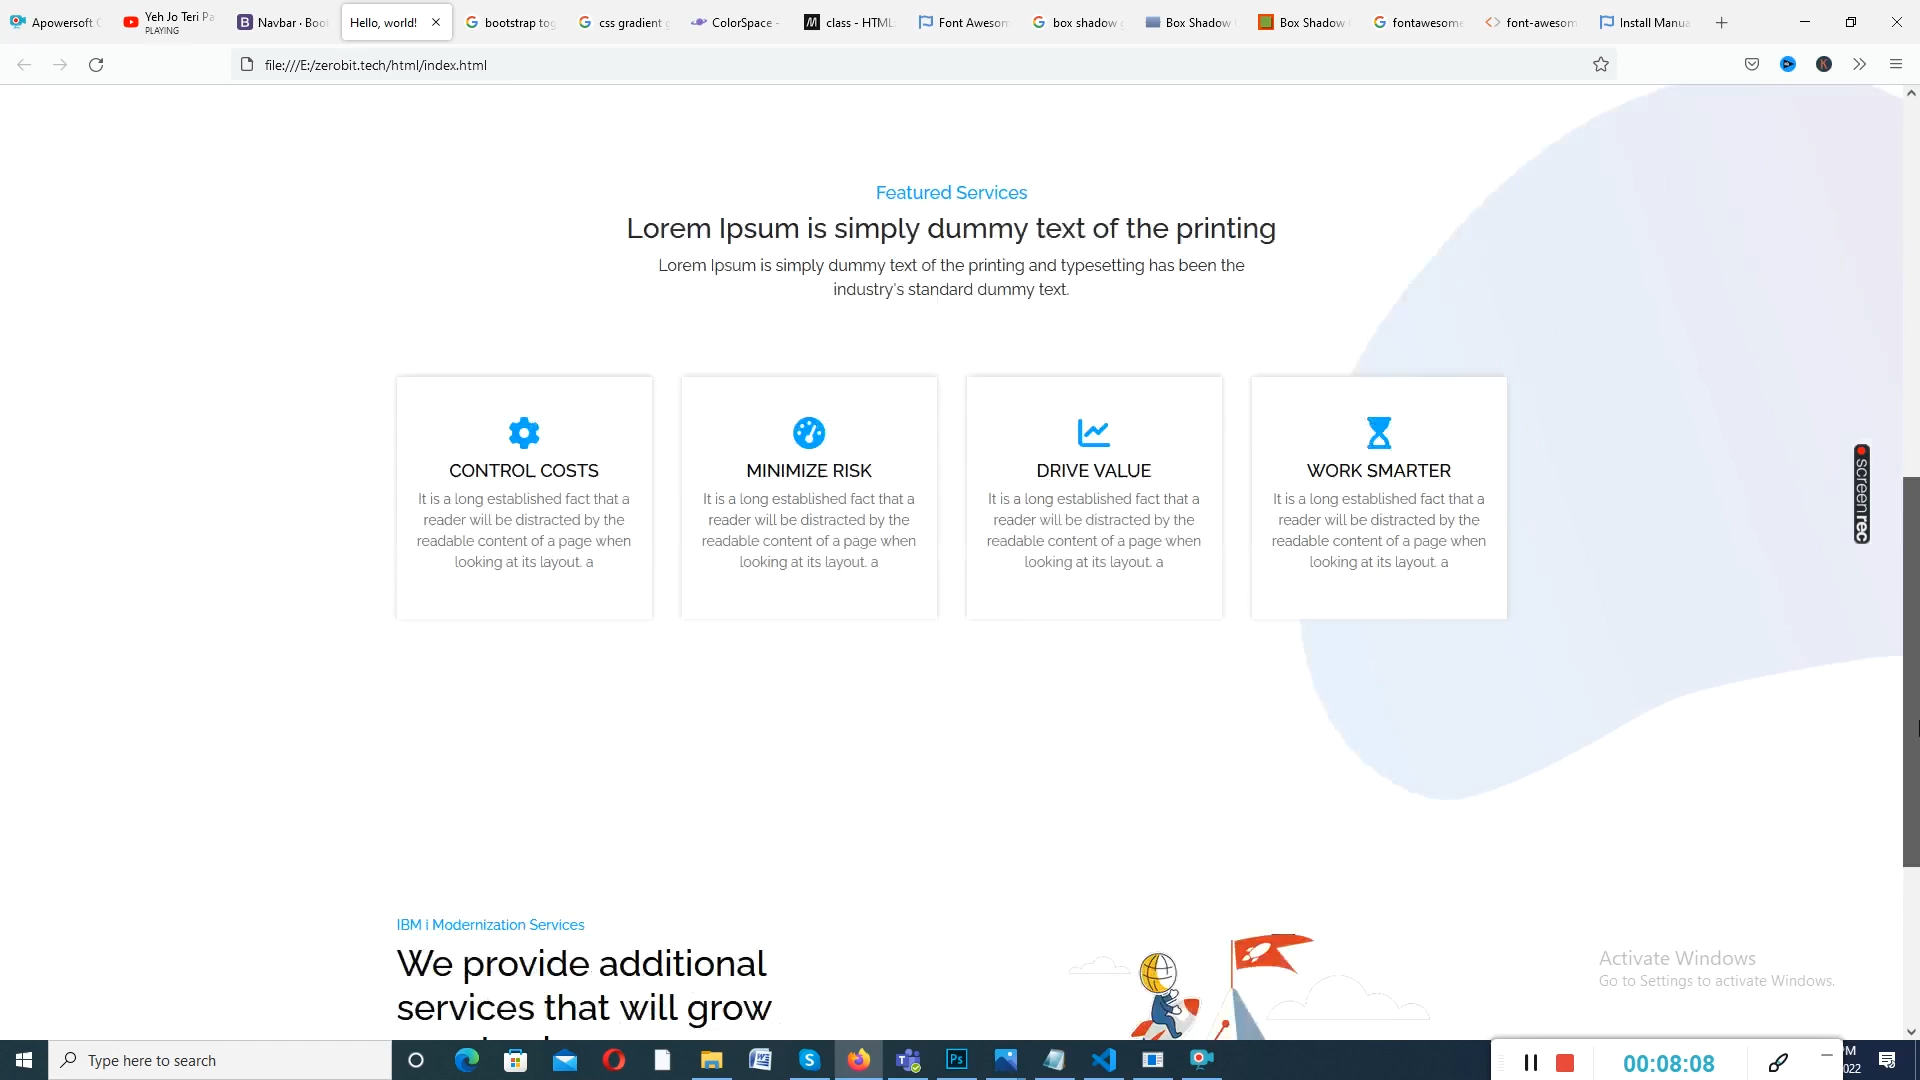 Apowersoft
Yeh Jo Teri Pa
PLAYING
Navbar · Boot
Hello, world!
bootstrap tog
css gradient g
ColorSpace -
class - HTML
Font Awesom
box shadow g
Box Shadow
Box Shadow
fontawesome
font-awesom
Install Manua
file:///E:/zerobit.tech/html/index.html
Featured Services
Lorem Ipsum is simply dummy text of the printing
Lorem Ipsum is simply dummy text of the printing and typesetting has been the
industry's standard dummy text.
CONTROL COSTS
It is a long established fact that a
reader will be distracted by the
readable content of a page when
looking at its layout. a
MINIMIZE RISK
It is a long established fact that a
reader will be distracted by the
readable content of a page when
looking at its layout. a
DRIVE VALUE
It is a long established fact that a
reader will be distracted by the
readable content of a page when
looking at its layout. a
WORK SMARTER
It is a long established fact that a
reader will be distracted by the
readable content of a page when
looking at its layout. a
screenrec
IBM i Modernization Services
We provide additional
services that will grow
Activate Windows
Go to Settings to activate Windows.
Type here to search
00:08:08
PM
022